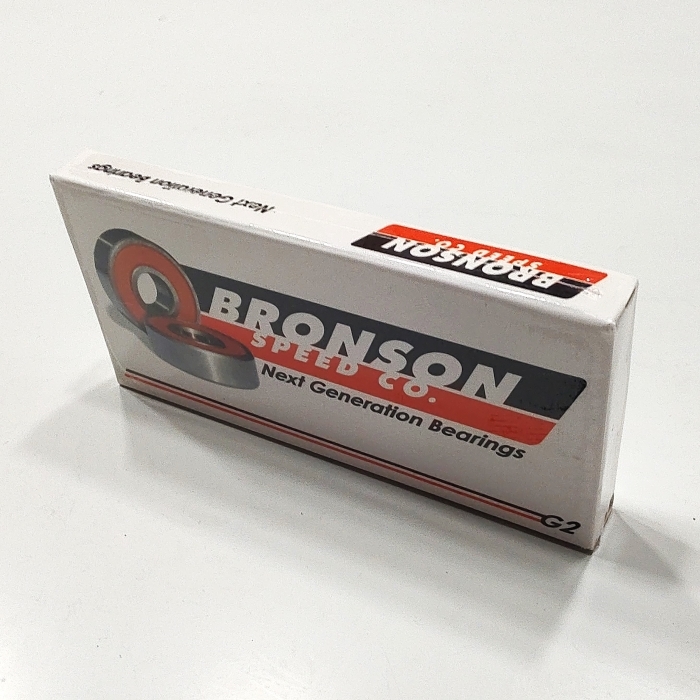 Next Generation Bearings
BRONSON
SPEED CO.
BRONSON
SPEED CO.
Next Generation Bearings
G2